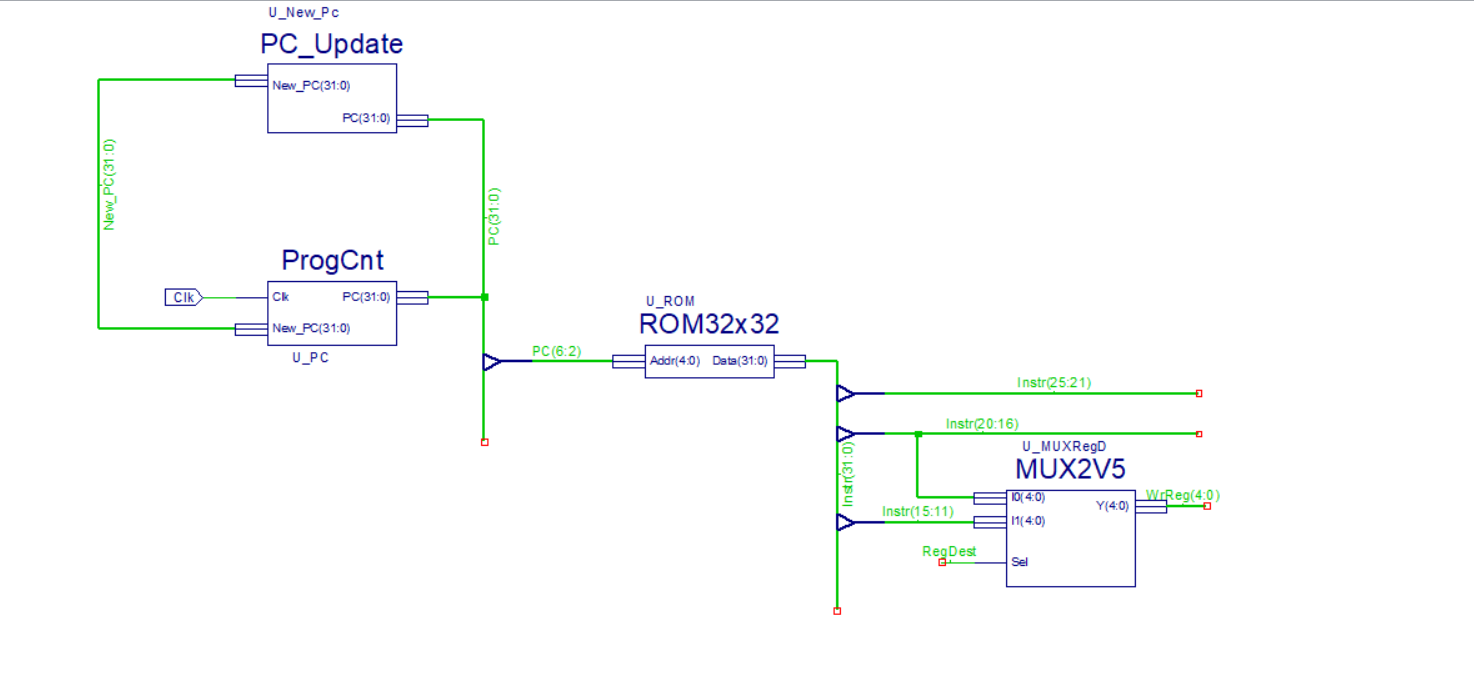 U_New_Pc
PC_Update
New_PC(31:0)
PC(31:0)
New_PC(31:0)
PC(31:0)
ProgCnt
Clk
Clk
PC(31:0)
New_PC(31:0)
U_PC
U_ROM
ROM32x32
PC(6:2)
Addr(4:0)
Data(31:0)
Instr(25:21)
Instr(20:16)
Instr(31:0)
U_MUXRegD
MUX2V5
I0(4:0)
Y(4:0)
WrReg(4:0)
Instr(15:11)
I1(4:0)
RegDest
Sel